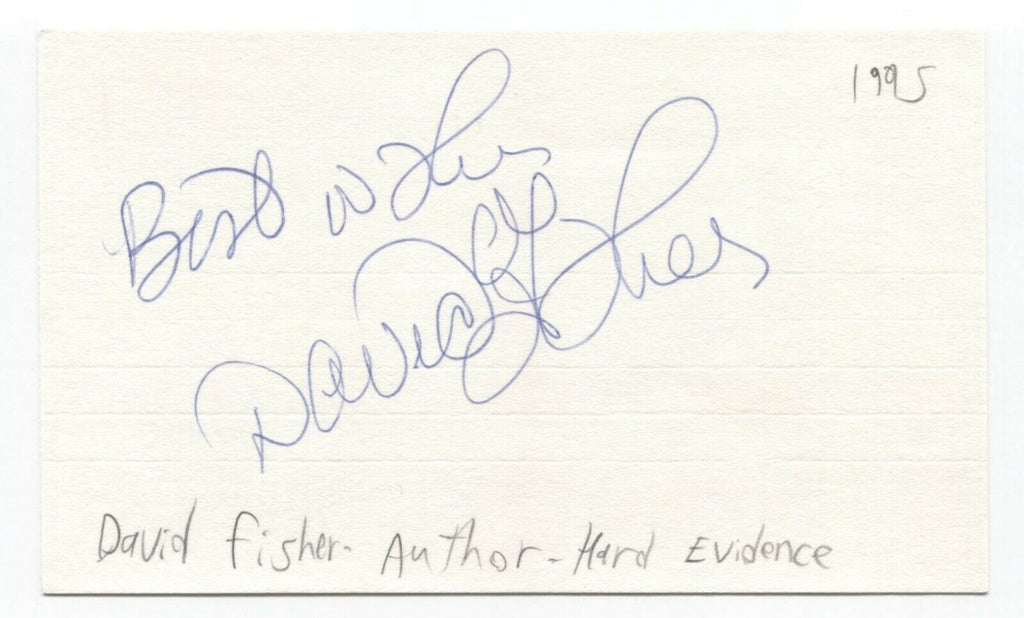 1995
Best wishes
David Fisher
David Fisher- Author - Hard Evidence